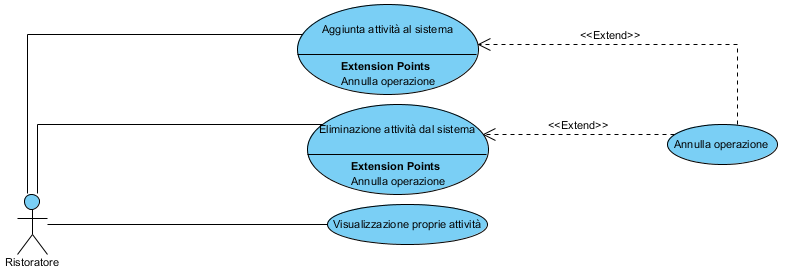 Aggiunta attività al sistema
Extension Points
Annulla operazione
<<Extend>>
Eliminazione attività dal sistema
Extension Points
Annulla operazione
<<Extend>>
Annulla operazione
Visualizzazione proprie attività
Ristoratore